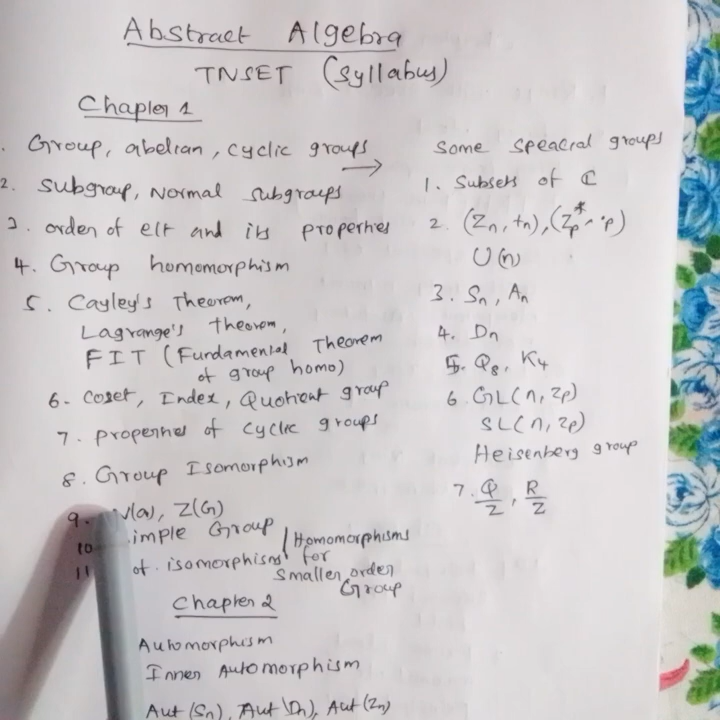 Abstract Algebra
TNSET (Syllabus)
Chapter 1
. Group, abelian, cyclic groups →
2. Subgroup, Normal Subgroups
3. order of elt and its properties
4. Group homomorphism
5. Cayley's Theorem,
Lagrange's theorem,
FIT (Fundamental Theorem
of group homo)
6. Coset, Index, Quotient group
7. properties of cyclic groups
8. Group Isomorphism
9. N(a), Z(G)
10 imple Group
11 of isomorphism / Homomorphisms
for
smaller order
Group
Some speacial groups
1. Subsets of ℂ
2. (Zn, +n), (Zp*, ·p)
U(n)
3. Sn, An
4. Dn
5. Q8, K4
6. GL(n, Zp)
SL(n, Zp)
Heisenberg group
7. Q/Z, R/Z
Chapter 2
Automorphism
Inner Automorphism
Aut(Sn), Aut(Dn), Aut(Zn)